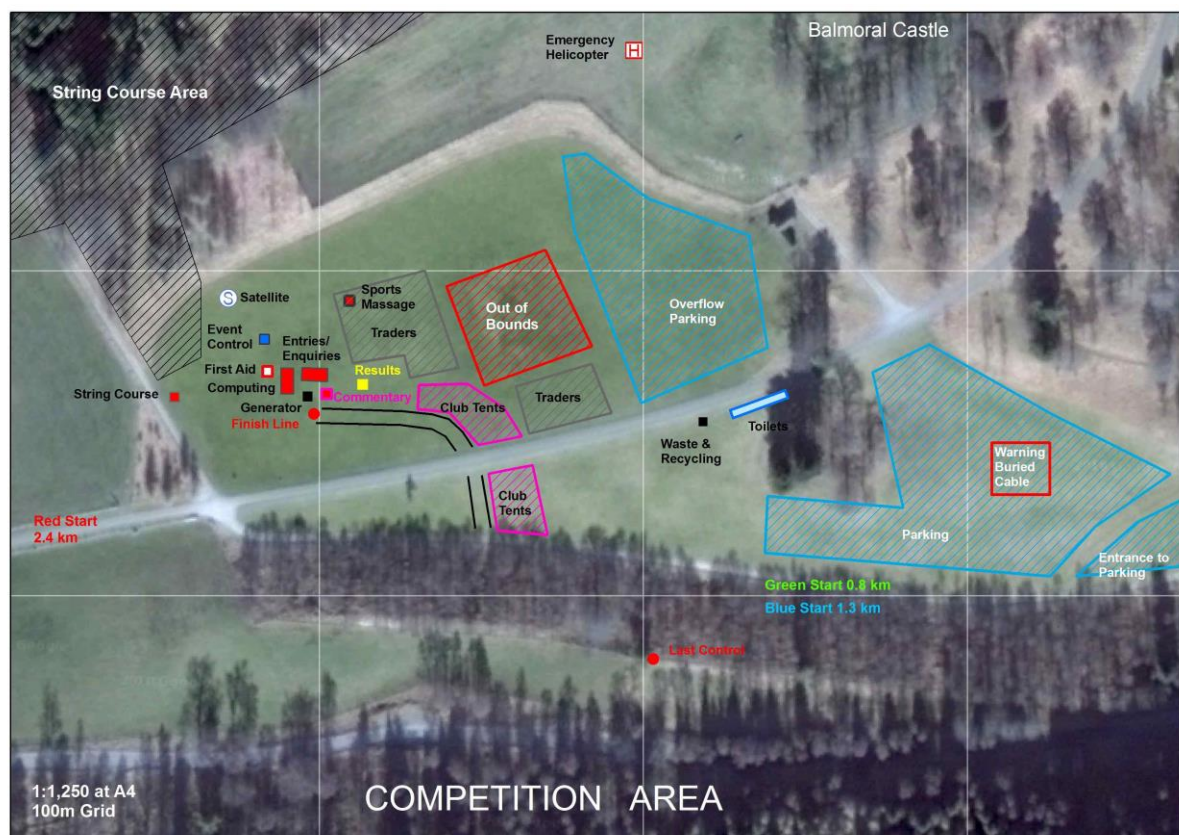 Balmoral Castle
Emergency
Helicopter
H
String Course Area
S
Satellite
Sports
Massage
Traders
Out of
Bounds
Overflow
Parking
Event
Control
Entries/
Enquiries
First Aid
Results
Computing
String Course
Commentary
Generator
Finish Line
Club Tents
Traders
Toilets
Waste &
Recycling
Warning
Buried
Cable
Club
Tents
Red Start
2.4 km
Parking
Entrance to
Parking
Green Start 0.8 km
Blue Start 1.3 km
Last Control
1:1,250 at A4
100m Grid
COMPETITION AREA